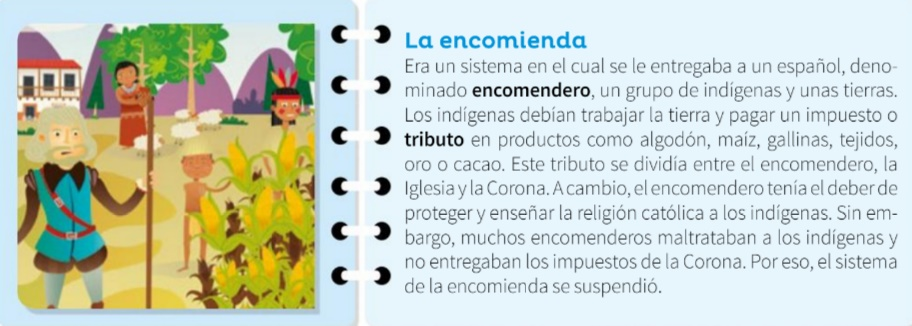 La encomienda
Era un sistema en el cual se le entregaba a un español, deno-
minado encomendero, un grupo de indígenas y unas tierras.
Los indígenas debían trabajar la tierra y pagar un impuesto o
tributo en productos como algodón, maíz, gallinas, tejidos,
oro o cacao. Este tributo se dividía entre el encomendero, la
Iglesia y la Corona. A cambio, el encomendero tenía el deber de
proteger y enseñar la religión católica a los indígenas. Sin em-
bargo, muchos encomenderos maltrataban a los indígenas y
no entregaban los impuestos de la Corona. Por eso, el sistema
de la encomienda se suspendió.